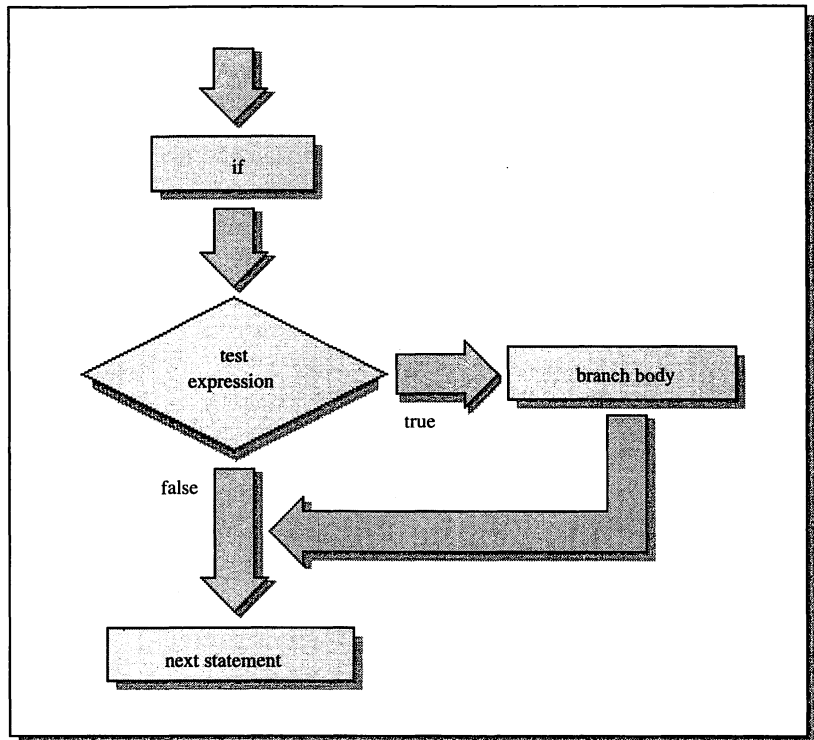 if
test
expression
branch body
true
false
next statement